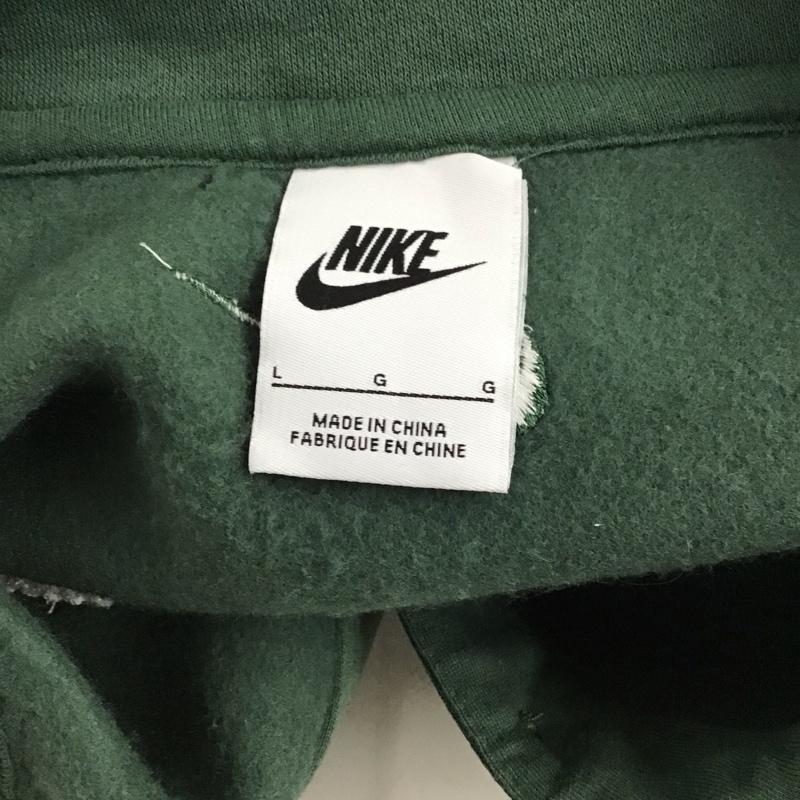 NIKE
L G G
MADE IN CHINA
FABRIQUE EN CHINE